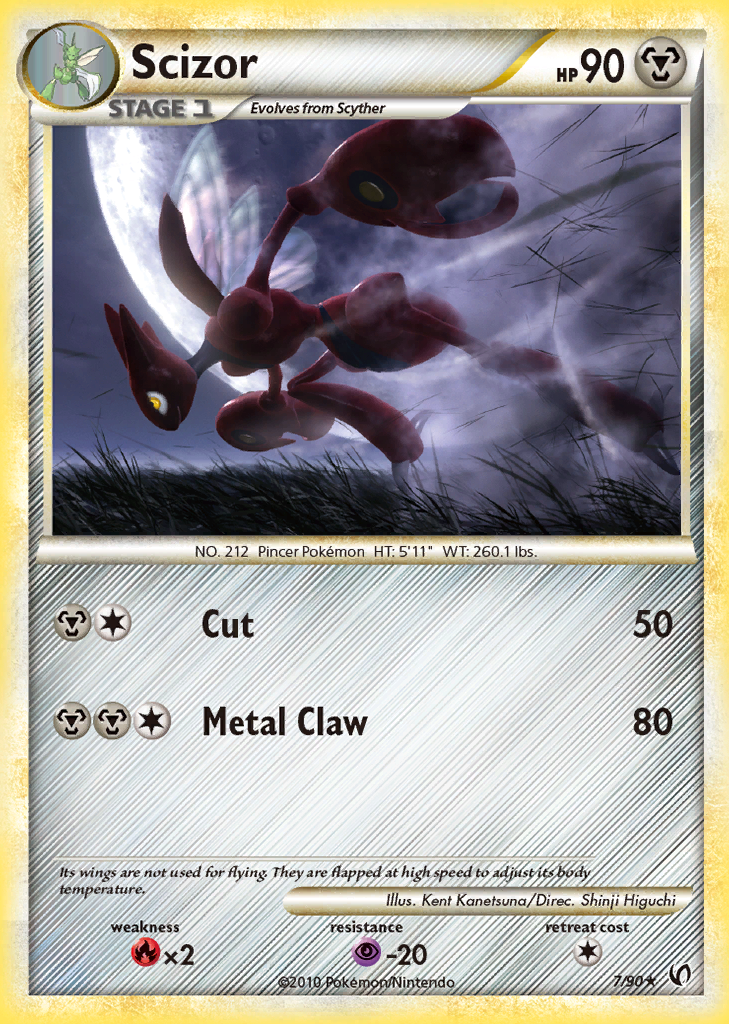 Scizor
HP 90
STAGE 1
Evolves from Scyther
NO. 212 Pincer Pokémon HT: 5'11" WT: 260.1 lbs.
Cut 50
Metal Claw 80
Its wings are not used for flying. They are flapped at high speed to adjust its body
temperature.
Illus. Kent Kanetsuna/Direc. Shinji Higuchi
weakness resistance retreat cost
×2 -20
©2010 Pokémon/Nintendo 7/90★